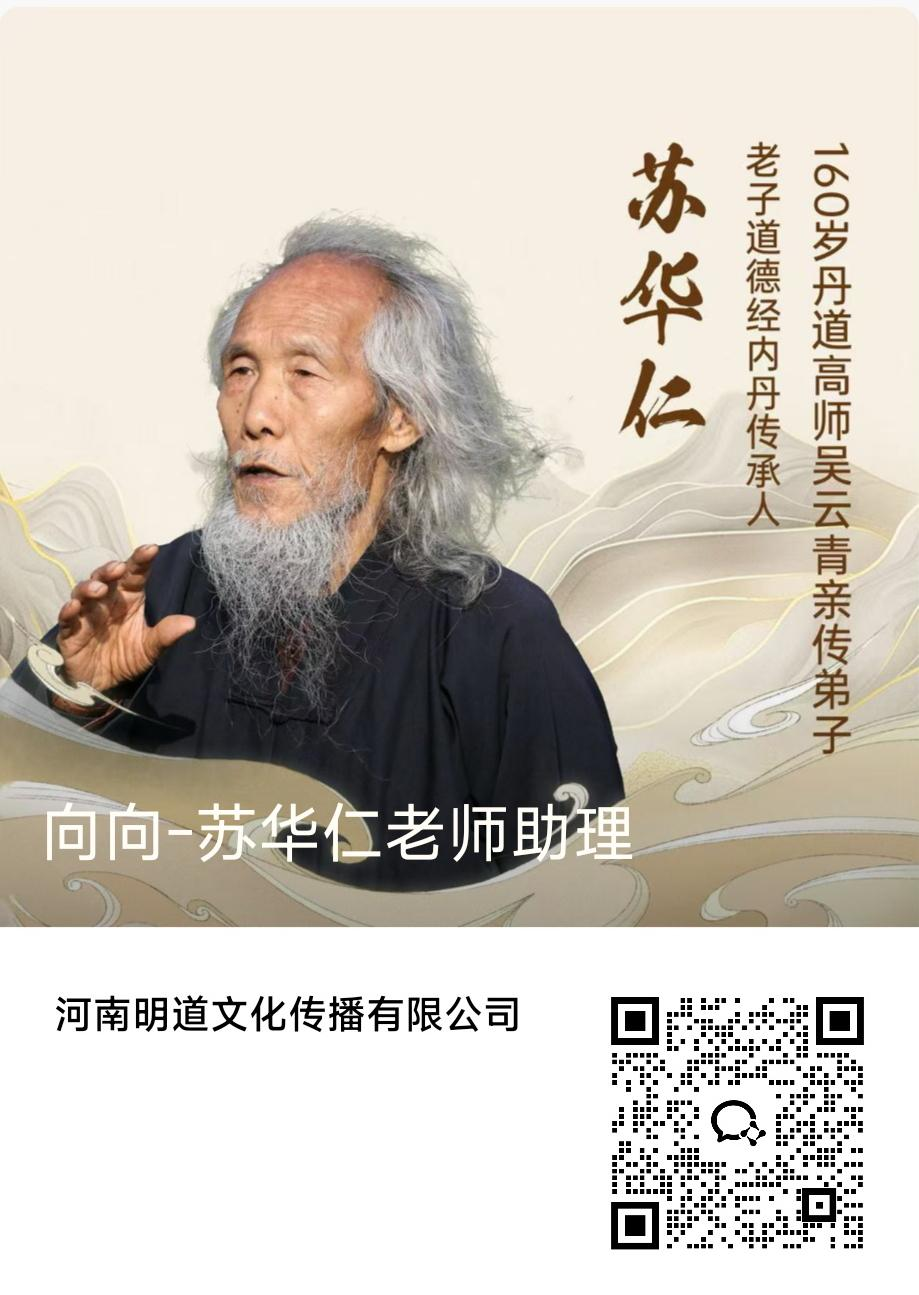 160岁丹道高师吴云青亲传弟子
老子道德经内丹传承人
苏华仁
向向-苏华仁老师助理
河南明道文化传播有限公司